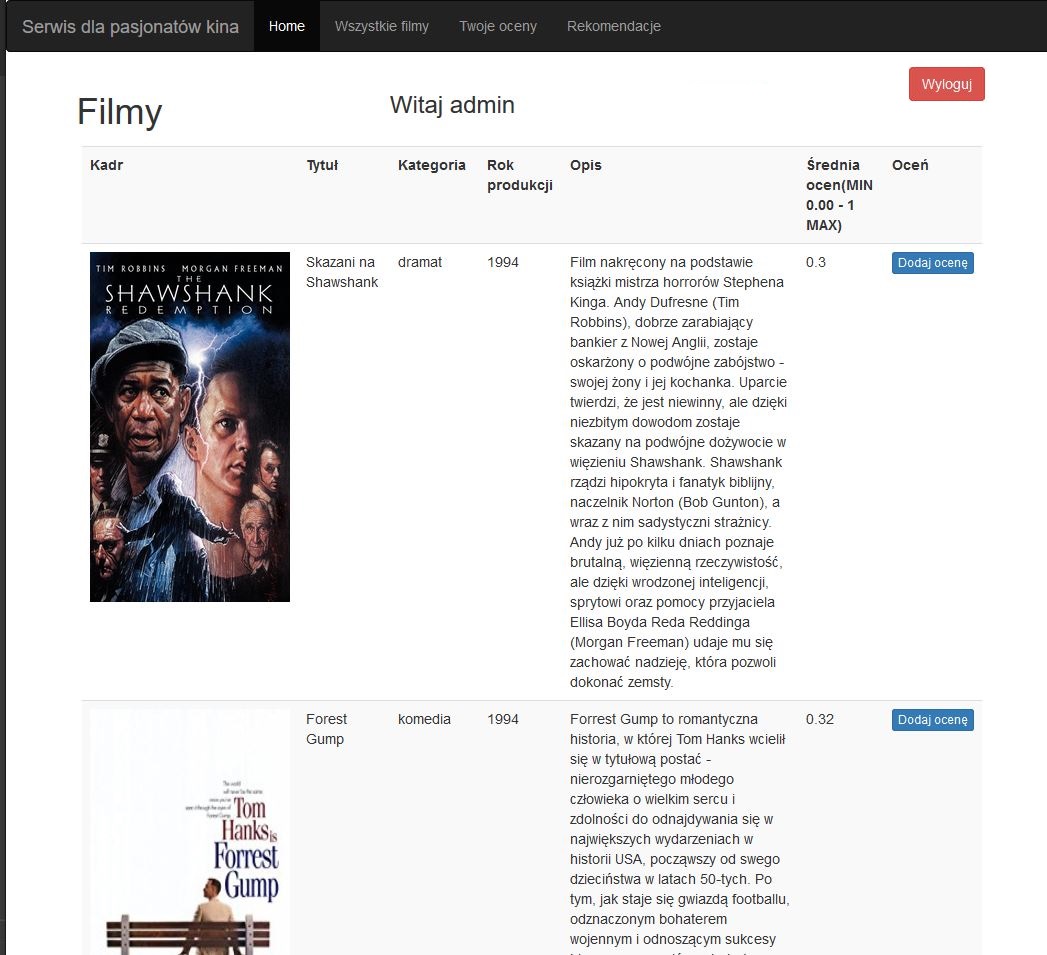 Serwis dla pasjonatów kina Home Wszystkie filmy Twoje oceny Rekomendacje
Wyloguj
Filmy
Witaj admin
Kadr Tytuł Kategoria Rok produkcji Opis Średnia ocen(MIN 0.00 - 1 MAX) Oceń
TIM ROBBINS MORGAN FREEMAN
THE
SHAWSHANK
REDEMPTION
Skazani na
Shawshank
dramat
1994
Film nakręcony na podstawie
książki mistrza horrorów Stephena
Kinga. Andy Dufresne (Tim
Robbins), dobrze zarabiający
bankier z Nowej Anglii, zostaje
oskarżony o podwójne zabójstwo -
swojej żony i jej kochanka. Uparcie
twierdzi, że jest niewinny, ale dzięki
niezbitym dowodom zostaje
skazany na podwójne dożywocie w
więzieniu Shawshank. Shawshank
rządzi hipokryta i fanatyk biblijny,
naczelnik Norton (Bob Gunton), a
wraz z nim sadystyczni strażnicy.
Andy już po kilku dniach poznaje
brutalną, więzienną rzeczywistość,
ale dzięki wrodzonej inteligencji,
sprytowi oraz pomocy przyjaciela
Ellisa Boyda Reda Reddinga
(Morgan Freeman) udaje mu się
zachować nadzieję, która pozwoli
dokonać zemsty.
0.3
Dodaj ocenę
Tom
Hanks is
Forrest
Gump
Forest
Gump
komedia
1994
Forrest Gump to romantyczna
historia, w której Tom Hanks wcielił
się w tytułową postać -
nierozgarniętego młodego
człowieka o wielkim sercu i
zdolności do odnajdywania się w
największych wydarzeniach w
historii USA, począwszy od swego
dzieciństwa w latach 50-tych. Po
tym, jak staje się gwiazdą footballu,
odznaczonym bohaterem
wojennym i odnoszącym sukcesy
0.32
Dodaj ocenę